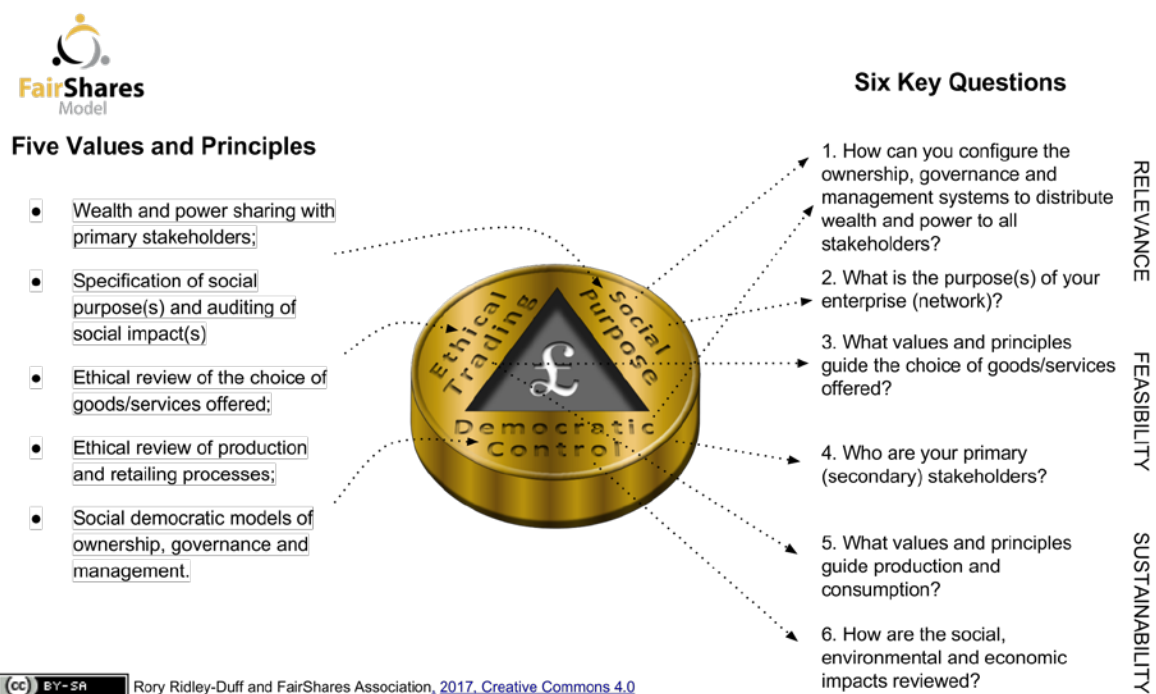 FairShares
Model
Five Values and Principles
● Wealth and power sharing with
primary stakeholders;
● Specification of social
purpose(s) and auditing of
social impact(s)
● Ethical review of the choice of
goods/services offered;
● Ethical review of production
and retailing processes;
● Social democratic models of
ownership, governance and
management.
Ethical
Trading
Social
Purpose
£
Democratic
Control
Six Key Questions
1. How can you configure the
ownership, governance and
management systems to distribute
wealth and power to all
stakeholders?
2. What is the purpose(s) of your
enterprise (network)?
3. What values and principles
guide the choice of goods/services
offered?
4. Who are your primary
(secondary) stakeholders?
5. What values and principles
guide production and
consumption?
6. How are the social,
environmental and economic
impacts reviewed?
RELEVANCE
FEASIBILITY
SUSTAINABILITY
(cc) BY-SA Rory Ridley-Duff and FairShares Association, 2017, Creative Commons 4.0